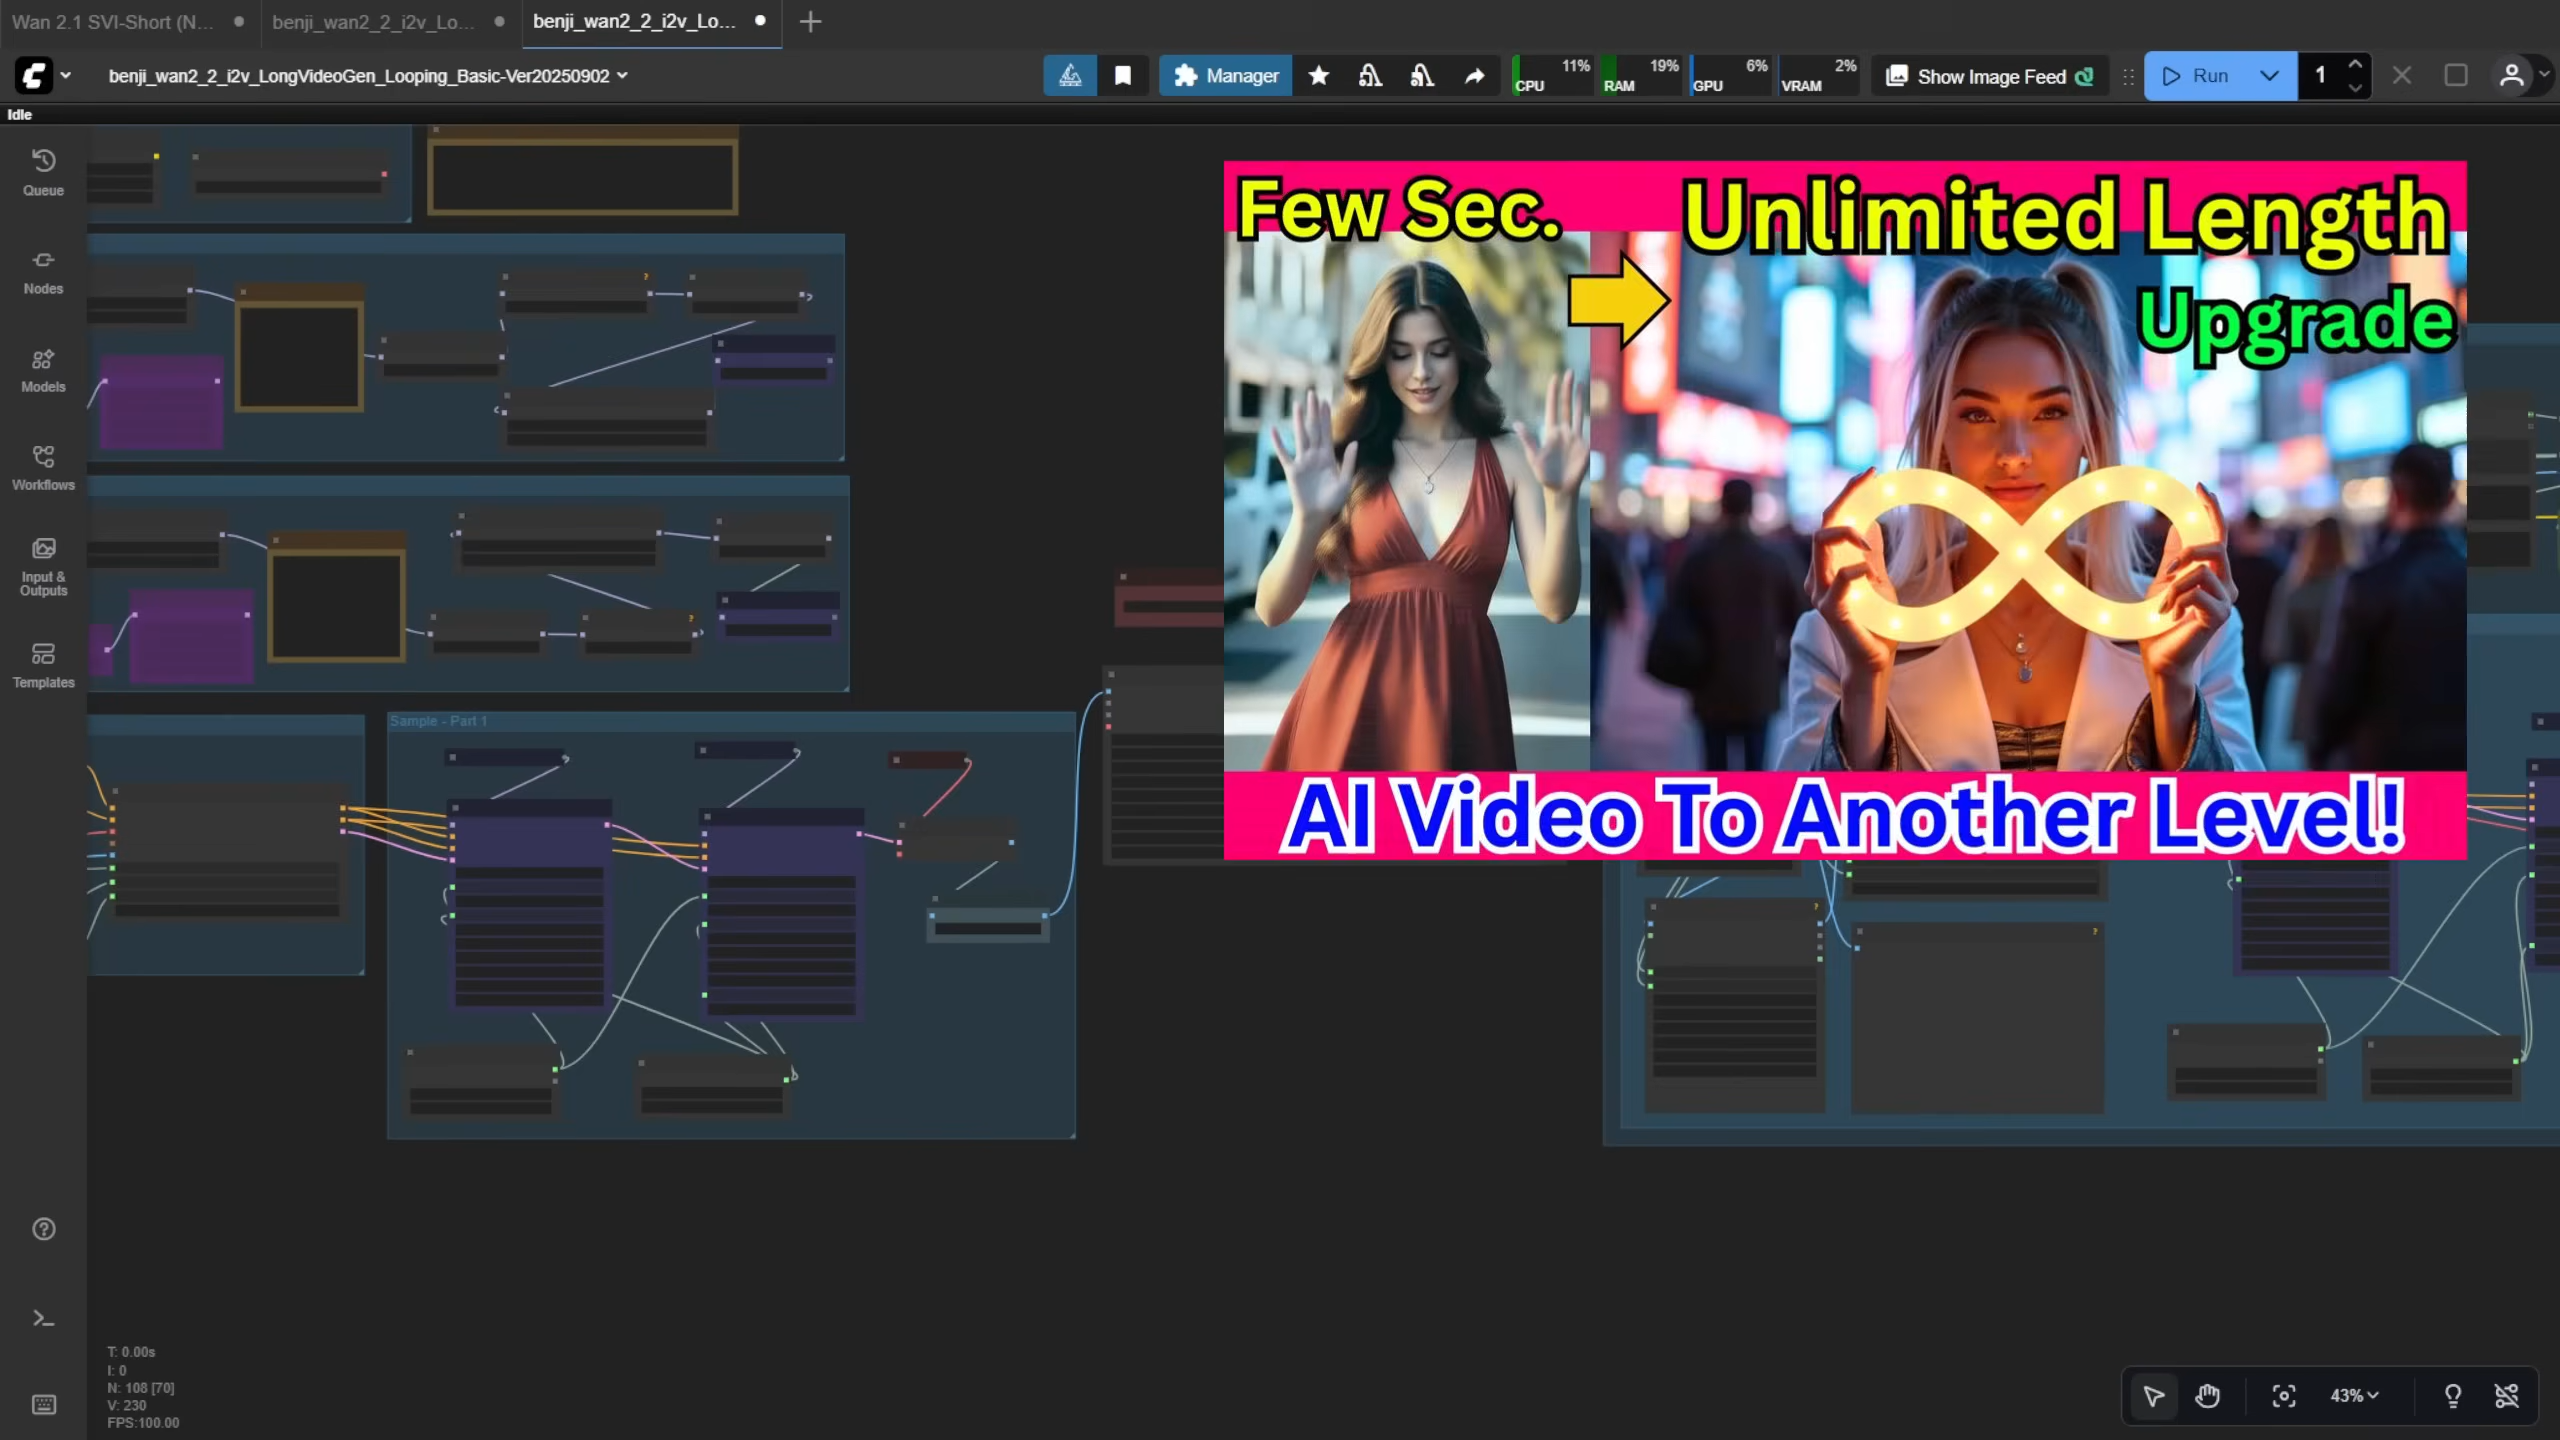 Wan 2.1 SVI-Short (N...
benji_wan2_2_i2v_Lo...
benji_wan2_2_i2v_Lo...
benji_wan2_2_i2v_LongVideoGen_Looping_Basic-Ver20250902
Manager
11%
CPU
19%
RAM
6%
GPU
2%
VRAM
Show Image Feed
Run
1
Idle
Queue
Nodes
Models
Workflows
Input &
Outputs
Templates
Few Sec.
Unlimited Length
Upgrade
AI Video To Another Level!
Sample - Part 1
T: 0.00s
I: 0
N: 108 [70]
V: 230
FPS:100.00
43%